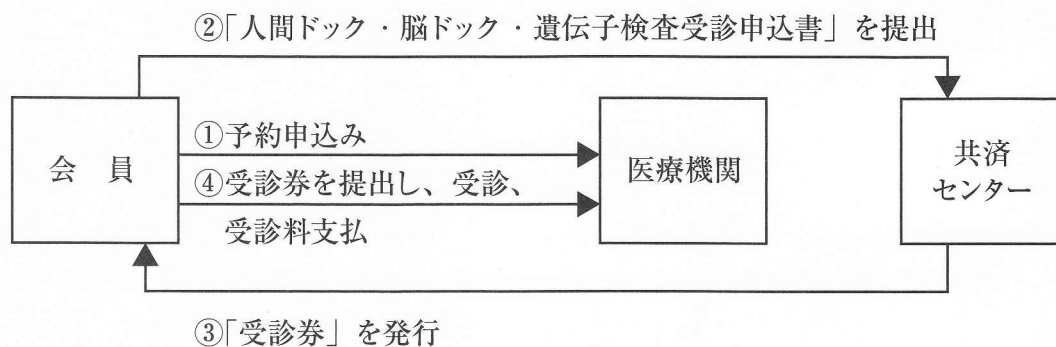 ②「人間ドック・脳ドック・遺伝子検査受診申込書」を提出
会 員
①予約申込み
④受診券を提出し、受診、
受診料支払
医療機関
共済
センター
③「受診券」を発行